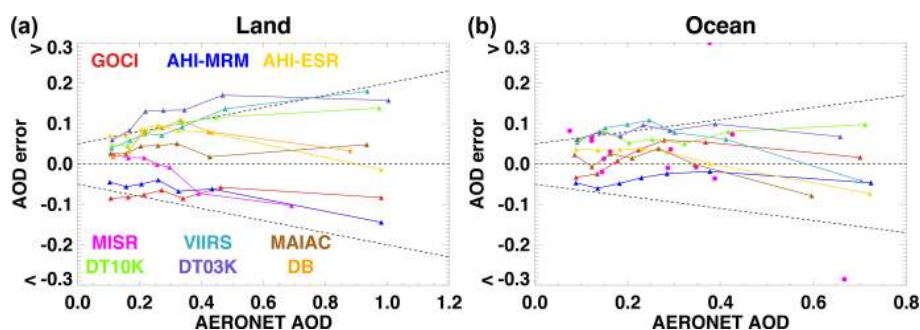 (a) Land
> 0.3
GOCI AHI-MRM AHI-ESR
0.2
0.1
AOD error
0.0
-0.1
MISR VIIRS MAIAC
-0.2
DT10K DT03K DB
< -0.3
0.0 0.2 0.4 0.6 0.8 1.0 1.2
AERONET AOD
(b) Ocean
> 0.3
0.2
0.1
AOD error
0.0
-0.1
-0.2
< -0.3
0.0 0.2 0.4 0.6 0.8
AERONET AOD